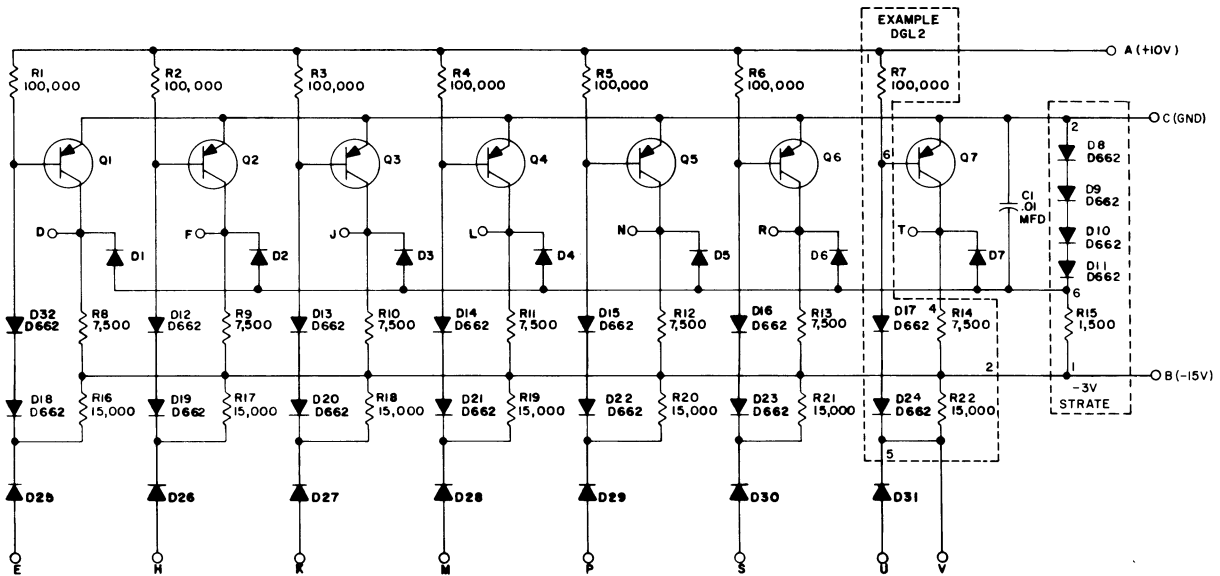 EXAMPLE
DGL2
A (+10V)
1
R1
100,000
R2
100,000
R3
100,000
R4
100,000
R5
100,000
R6
100,000
R7
100,000
C (GND)
2
Q1
Q2
Q3
Q4
Q5
Q6
6
Q7
C1
.01
MFD
D8
D662
D9
D662
D10
D662
D11
D662
6
D
D1
F
D2
J
D3
L
D4
N
D5
R
D6
T
D7
D32
D662
R8
7,500
D12
D662
R9
7,500
D13
D662
R10
7,500
D14
D662
R11
7,500
D15
D662
R12
7,500
D16
D662
R13
7,500
D17
D662
4
R14
7,500
R15
1,500
2
1
B (-15V)
-3V
STRATE
D18
D662
R16
15,000
D19
D662
R17
15,000
D20
D662
R18
15,000
D21
D662
R19
15,000
D22
D662
R20
15,000
D23
D662
R21
15,000
D24
D662
R22
15,000
5
D25
D26
D27
D28
D29
D30
D31
E
H
K
M
P
S
U
V